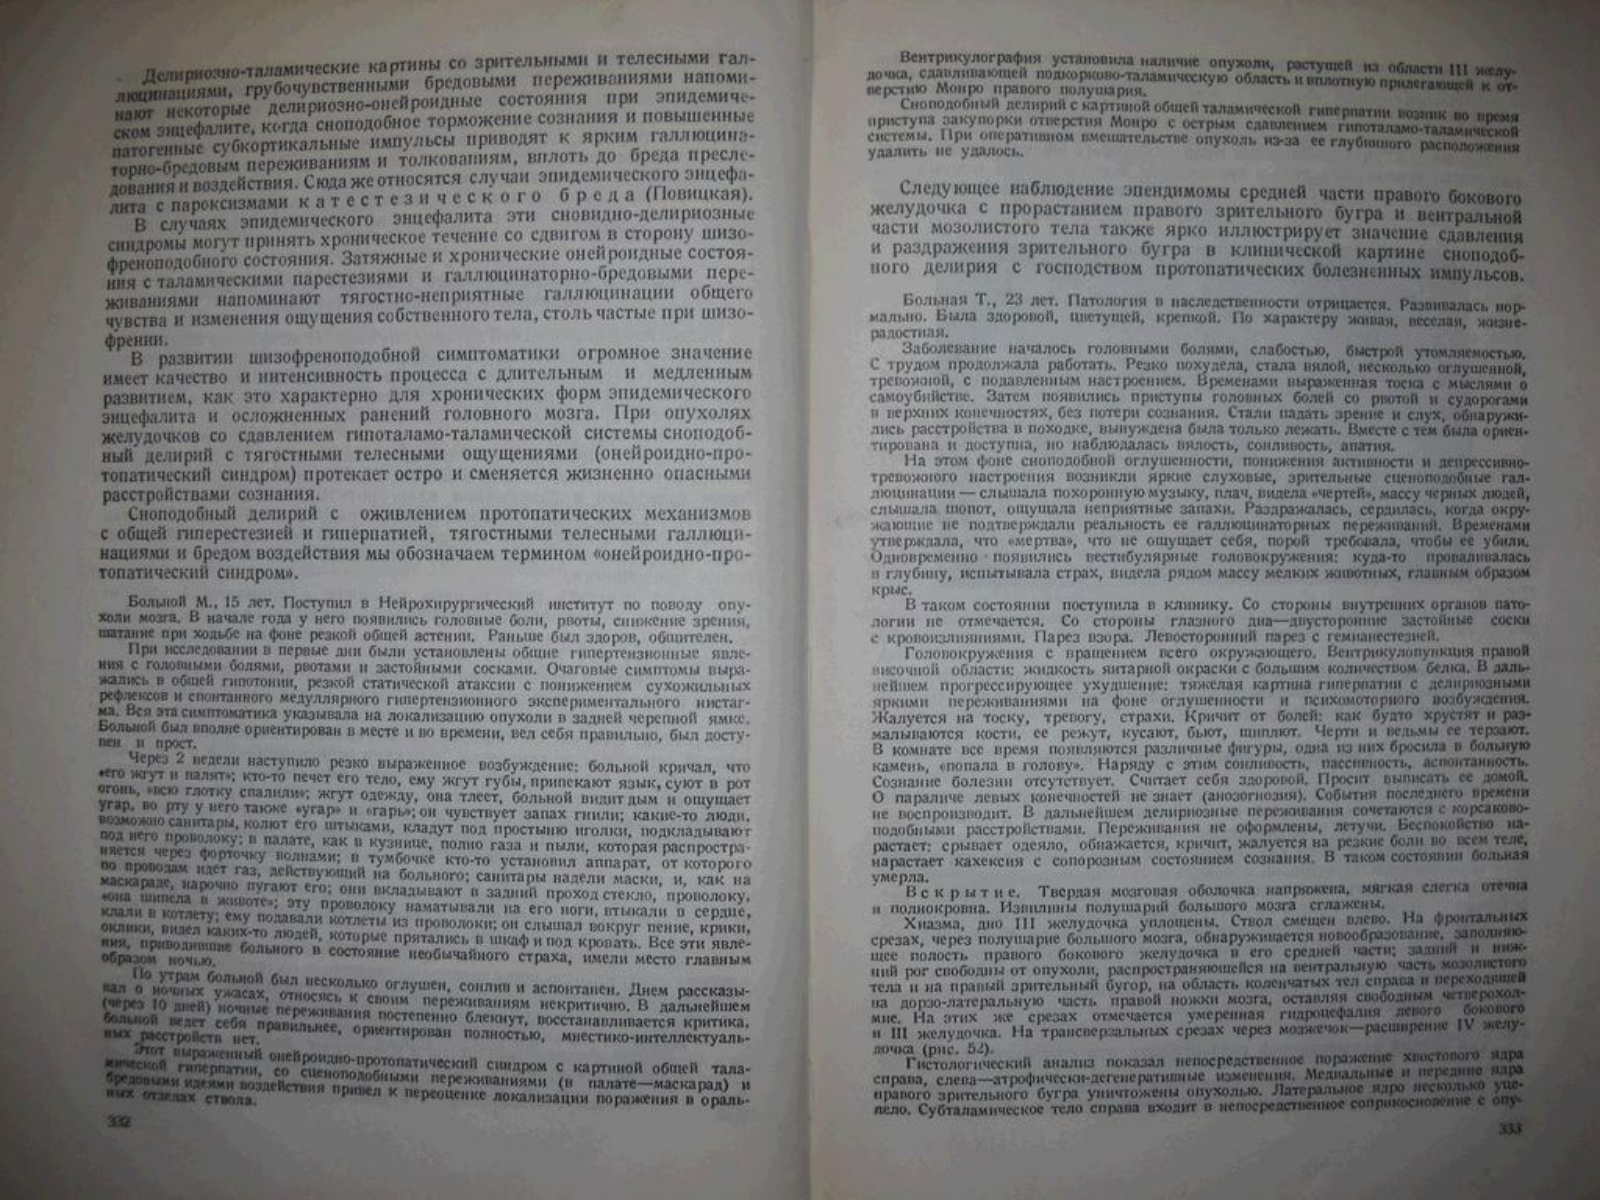 Делириозно-таламические картины со зрительными и телесными гал-
люцинациями, грубочувственными бредовыми переживаниями напоми-
нают некоторые делириозно-онейроидные состояния при эпидемиче-
ском энцефалите, когда сноподобное торможение сознания и повышенные
патогенные субкортикальные импульсы приводят к ярким галлюцина-
торно-бредовым переживаниям и толкованиям, вплоть до бреда пресле-
дования и воздействия. Сюда же относятся случаи эпидемического энцефа-
лита с пароксизмами катестезического бреда (Повицкая).
В случаях эпидемического энцефалита эти сновидно-делириозные
синдромы могут принять хроническое течение со сдвигом в сторону шизо-
френоподобного состояния. Затяжные и хронические онейроидные состоя-
ния с таламическими парестезиями и галлюцинаторно-бредовыми пере-
живаниями напоминают тягостно-неприятные галлюцинации общего
чувства и изменения ощущения собственного тела, столь частые при шизо-
френии.
В развитии шизофреноподобной симптоматики огромное значение
имеет качество и интенсивность процесса с длительным и медленным
развитием, как это характерно для хронических форм эпидемического
энцефалита и осложненных ранений головного мозга. При опухолях
желудочков со сдавлением гипоталамо-таламической системы сноподоб-
ный делирий с тягостными телесными ощущениями (онейроидно-про-
топатический синдром) протекает остро и сменяется жизненно опасными
расстройствами сознания.
Сноподобный делирий с оживлением протопатических механизмов
с общей гиперестезией и гиперпатией, тягостными телесными галлюци-
нациями и бредом воздействия мы обозначаем термином «онейроидно-про-
топатический синдром».
Больной М., 15 лет. Поступил в Нейрохирургический институт по поводу опу-
холи мозга. В начале года у него появились головные боли, рвоты, снижение зрения,
шатание при ходьбе на фоне резкой общей астении. Раньше был здоров, общителен.
При исследовании в первые дни были установлены общие гипертензионные явле-
ния с головными болями, рвотами и застойными сосками. Очаговые симптомы выра-
жались в общей гипотонии, резкой статической атаксии с понижением сухожильных
рефлексов и спонтанного медуллярного гипертензионного экспериментального нистаг-
ма. Вся эта симптоматика указывала на локализацию опухоли в задней черепной ямке.
Больной был вполне ориентирован в месте и во времени, вел себя правильно, был досту-
пен и прост.
Через 2 недели наступило резко выраженное возбуждение: больной кричал, что
«его жгут и палят»; кто-то печет его тело, ему жгут губы, припекают язык, суют в рот
огонь, «всю глотку спалили»; жгут одежду, она тлеет, больной видит дым и ощущает
угар, во рту у него также «угар» и «гарь»; он чувствует запах гнили; какие-то люди,
возможно санитары, колют его штыками, кладут под простыню иголки, подкладывают
под него проволоку; в палате, как в кузнице, полно газа и пыли, которая распростра-
няется через форточку волнами; в тумбочке кто-то установил аппарат, от которого
по проводам идет газ, действующий на больного; санитары надели маски, и, как на
маскараде, нарочно пугают его; они вкладывают в задний проход стекло, проволоку,
«она шипела в животе»; эту проволоку наматывали на его ноги, втыкали в сердце,
клали в котлету; ему подавали котлеты из проволоки; он слышал вокруг пение, крики,
оклики, видел каких-то людей, которые прятались в шкаф и под кровать. Все эти явле-
ния, приводившие больного в состояние необычайного страха, имели место главным
образом ночью.
По утрам больной был несколько оглушен, сонлив и аспонтанен. Днем рассказы-
вал о ночных ужасах, относясь к своим переживаниям некритично. В дальнейшем
(через 10 дней) ночные переживания постепенно блекнут, восстанавливается критика,
больной ведет себя правильнее, ориентирован полностью, мнестико-интеллектуаль-
ных расстройств нет.
Этот выраженный онейроидно-протопатический синдром с картиной общей тала-
мической гиперпатии, со сценоподобными переживаниями (в палате—маскарад) и
бредовыми идеями воздействия привел к переоценке локализации поражения в ораль-
ных отделах ствола.
332
Вентрикулография установила наличие опухоли, растущей из области III желу-
дочка, сдавливающей подкорково-таламическую область и вплотную прилегающей к от-
верстию Монро правого полушария.
Сноподобный делирий с картиной общей таламической гиперпатии возник во время
приступа закупорки отверстия Монро с острым сдавлением гипоталамо-таламической
системы. При оперативном вмешательстве опухоль из-за ее глубинного расположения
удалить не удалось.
Следующее наблюдение эпендимомы средней части правого бокового
желудочка с прорастанием правого зрительного бугра и вентральной
части мозолистого тела также ярко иллюстрирует значение сдавления
и раздражения зрительного бугра в клинической картине сноподоб-
ного делирия с господством протопатических болезненных импульсов.
Больная Т., 23 лет. Патология в наследственности отрицается. Развивалась нор-
мально. Была здоровой, цветущей, крепкой. По характеру живая, веселая, жизне-
радостная.
Заболевание началось головными болями, слабостью, быстрой утомляемостью.
С трудом продолжала работать. Резко похудела, стала вялой, несколько оглушенной,
тревожной, с подавленным настроением. Временами выраженная тоска с мыслями о
самоубийстве. Затем появились приступы головных болей со рвотой и судорогами
в верхних конечностях, без потери сознания. Стали падать зрение и слух, обнаружи-
лись расстройства в походке, вынуждена была только лежать. Вместе с тем была ориен-
тирована и доступна, но наблюдалась вялость, сонливость, апатия.
На этом фоне сноподобной оглушенности, понижения активности и депрессивно-
тревожного настроения возникли яркие слуховые, зрительные сценоподобные гал-
люцинации — слышала похоронную музыку, плач, видела «чертей», массу черных людей,
слышала шопот, ощущала неприятные запахи. Раздражалась, сердилась, когда окру-
жающие не подтверждали реальность ее галлюцинаторных переживаний. Временами
утверждала, что «мертва», что не ощущает себя, порой требовала, чтобы ее убили.
Одновременно появились вестибулярные головокружения: куда-то проваливалась
в глубину, испытывала страх, видела рядом массу мелких животных, главным образом
крыс.
В таком состоянии поступила в клинику. Со стороны внутренних органов пато-
логии не отмечается. Со стороны глазного дна—двусторонние застойные соски
с кровоизлияниями. Парез взора. Левосторонний парез с гемианестезией.
Головокружения с вращением всего окружающего. Вентрикулопункция правой
височной области: жидкость янтарной окраски с большим количеством белка. В даль-
нейшем прогрессирующее ухудшение: тяжелая картина гиперпатии с делириозными
яркими переживаниями на фоне оглушенности и психомоторного возбуждения.
Жалуется на тоску, тревогу, страхи. Кричит от болей: как будто хрустят и раз-
малываются кости, ее режут, кусают, бьют, щиплют. Черти и ведьмы ее терзают.
В комнате все время появляются различные фигуры, одна из них бросила в больную
камень, «попала в голову». Наряду с этим сонливость, пассивность, аспонтанность.
Сознание болезни отсутствует. Считает себя здоровой. Просит выписать ее домой.
О параличе левых конечностей не знает (анозогнозия). События последнего времени
не воспроизводит. В дальнейшем делириозные переживания сочетаются с корсаково-
подобными расстройствами. Переживания не оформлены, летучи. Беспокойство на-
растает: срывает одеяло, обнажается, кричит, жалуется на резкие боли во всем теле,
нарастает кахексия с сопорозным состоянием сознания. В таком состоянии больная
умерла.
Вскрытие. Твердая мозговая оболочка напряжена, мягкая слегка отечна
и полнокровна. Извилины полушарий большого мозга сглажены.
Хиазма, дно III желудочка уплощены. Ствол смещен влево. На фронтальных
срезах, через полушарие большого мозга, обнаруживается новообразование, заполняю-
щее полость правого бокового желудочка в его средней части; задний и ниж-
ний рог свободны от опухоли, распространяющейся на вентральную часть мозолистого
тела и на правый зрительный бугор, на область коленчатых тел справа и переходящей
на дорзо-латеральную часть правой ножки мозга, оставляя свободным четверохол-
мие. На этих же срезах отмечается умеренная гидроцефалия левого бокового
и III желудочка. На трансверзальных срезах через мозжечок—расширение IV желу-
дочка (рис. 52).
Гистологический анализ показал непосредственное поражение хвостового ядра
справа, слева—атрофически-дегенеративные изменения. Медиальные и передние ядра
правого зрительного бугра уничтожены опухолью. Латеральное ядро несколько уце-
лело. Субталамическое тело справа входит в непосредственное соприкосновение с опу-
333